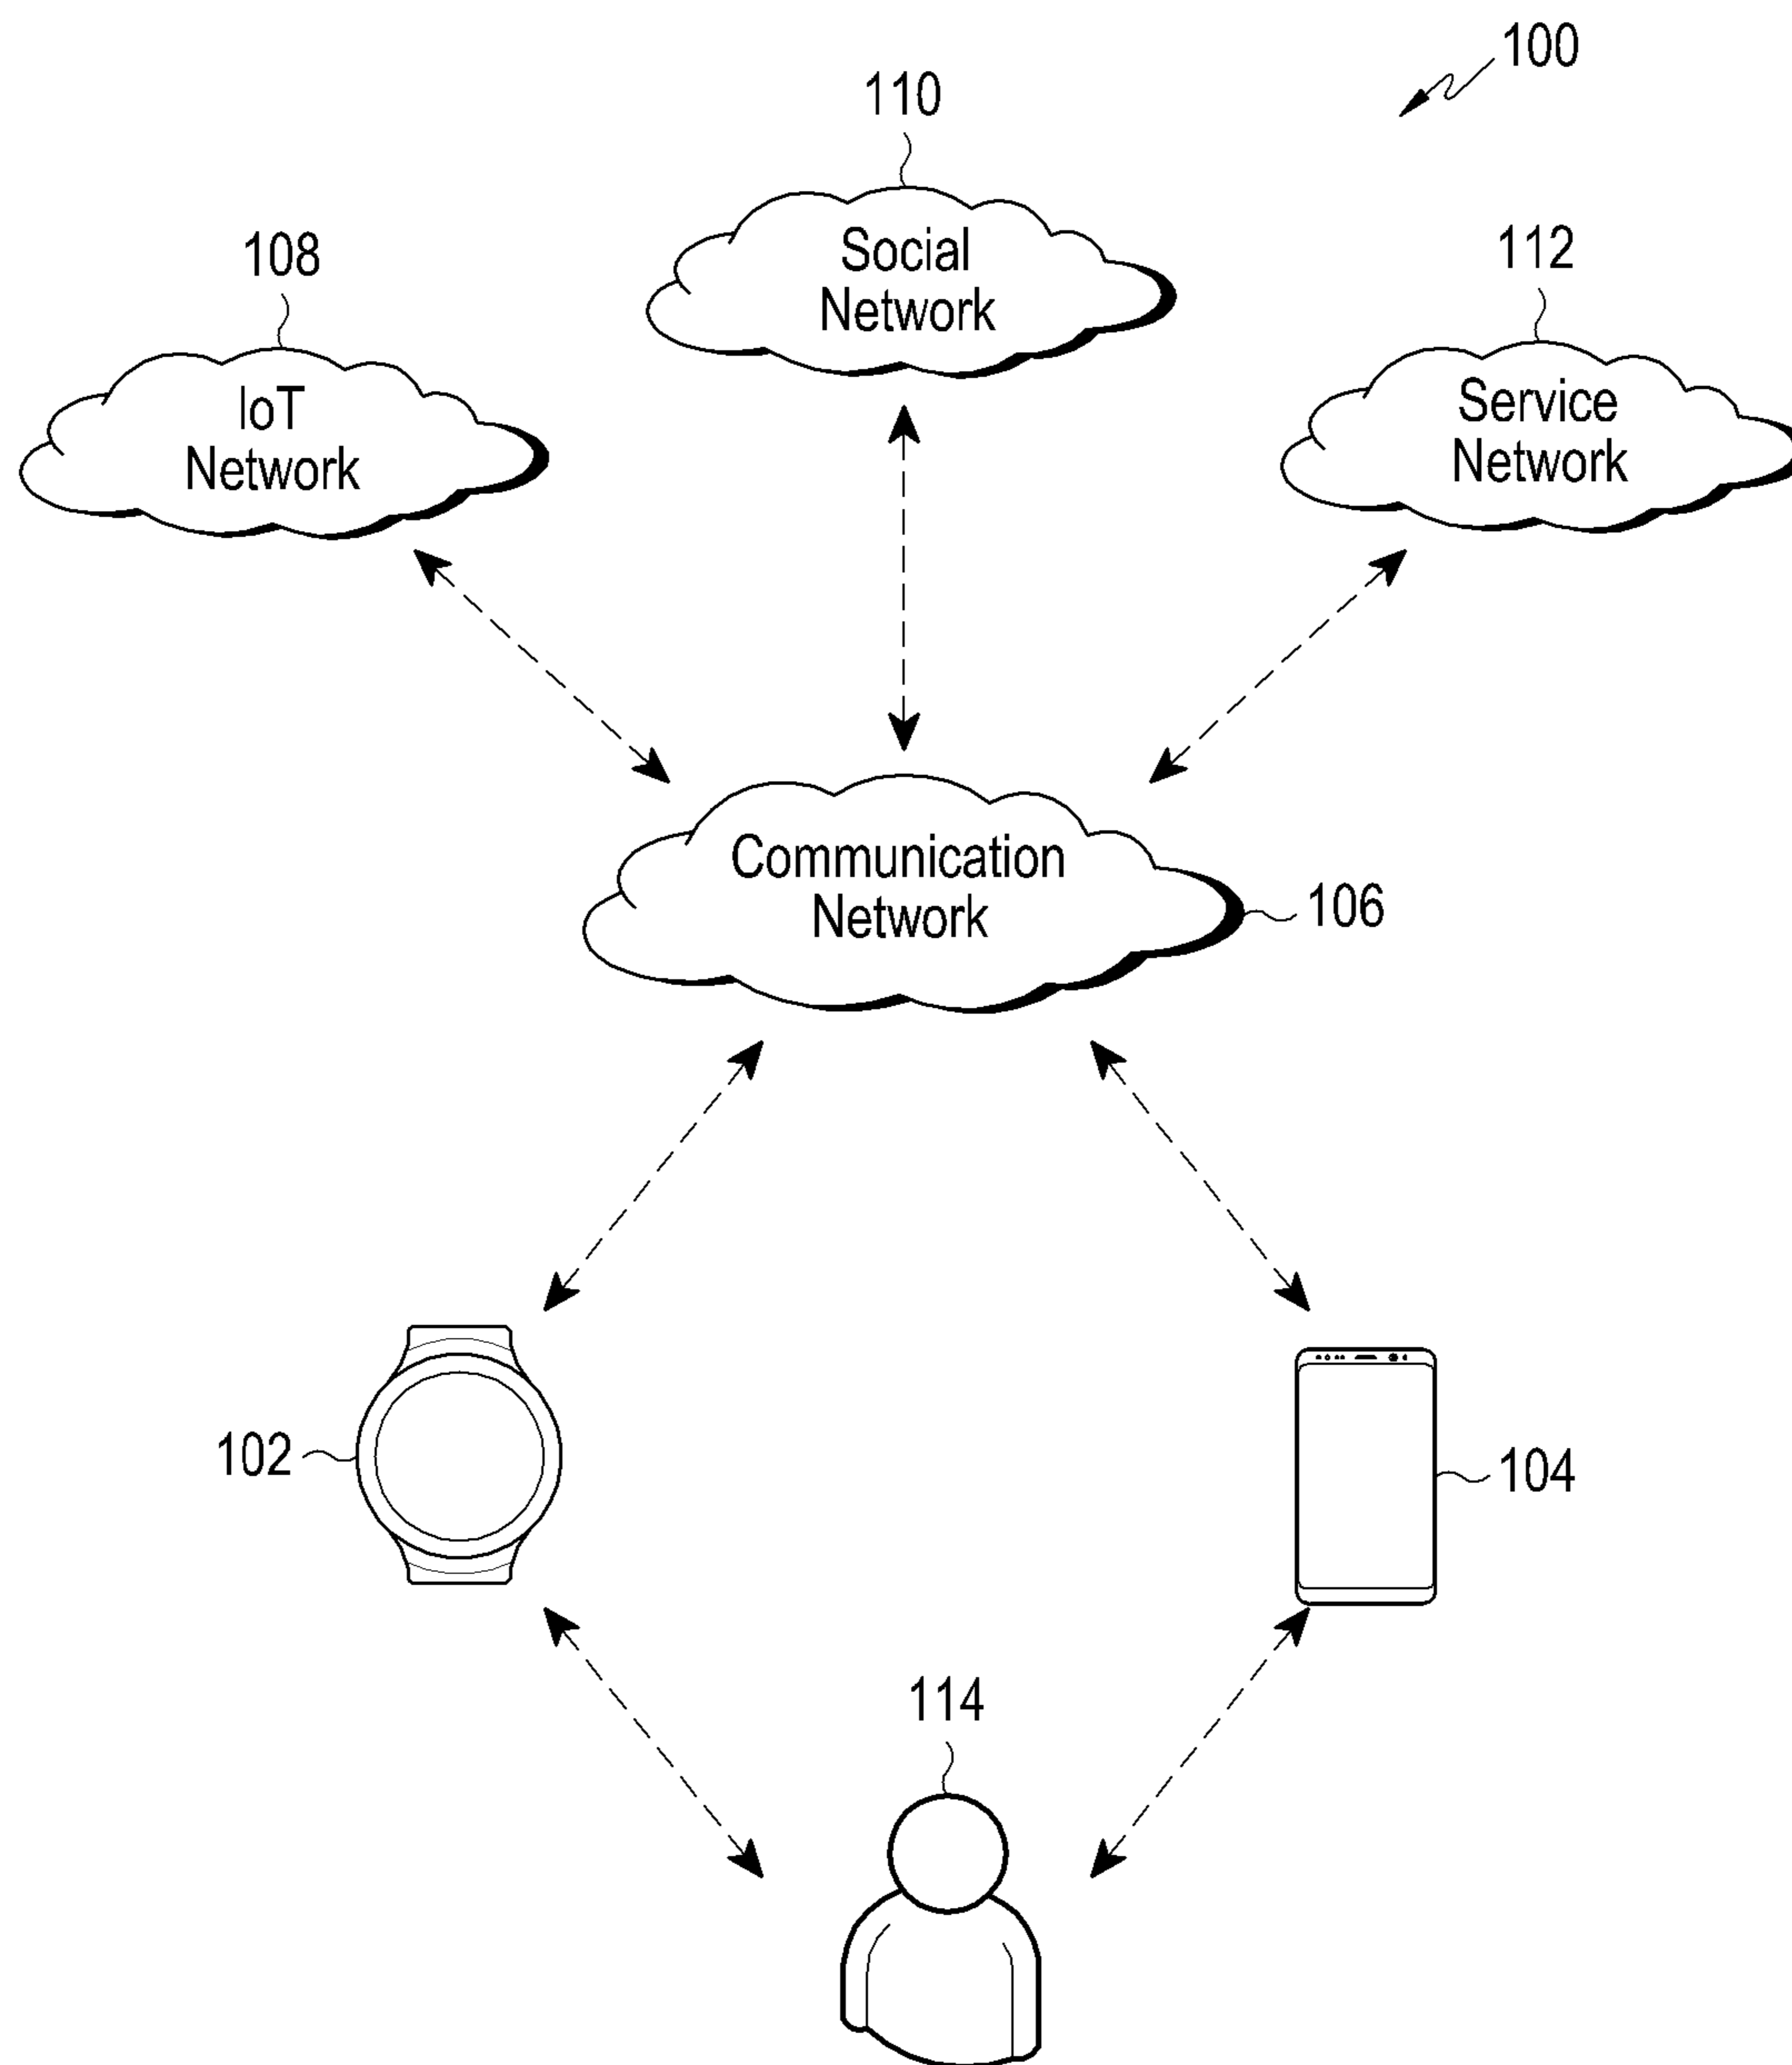 100
110
Social
Network
108
IoT
Network
112
Service
Network
Communication
Network
106
102
104
114